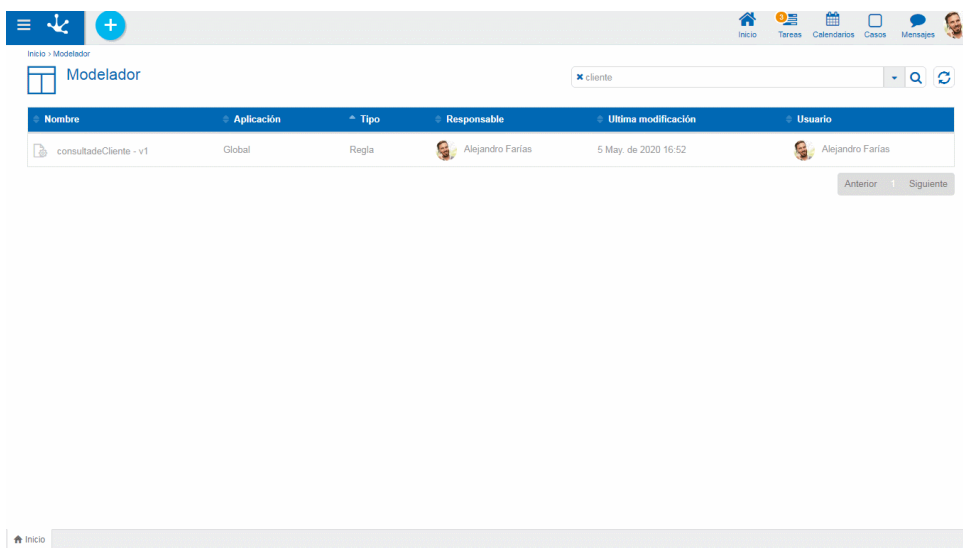 3
Inicio Tareas Calendarios Casos Mensajes
Inicio > Modelador
Modelador
cliente
Nombre Aplicación Tipo Responsable Ultima modificación Usuario
consultadeCliente - v1 Global Regla Alejandro Farías 5 May. de 2020 16:52 Alejandro Farías
Anterior 1 Siguiente
Inicio